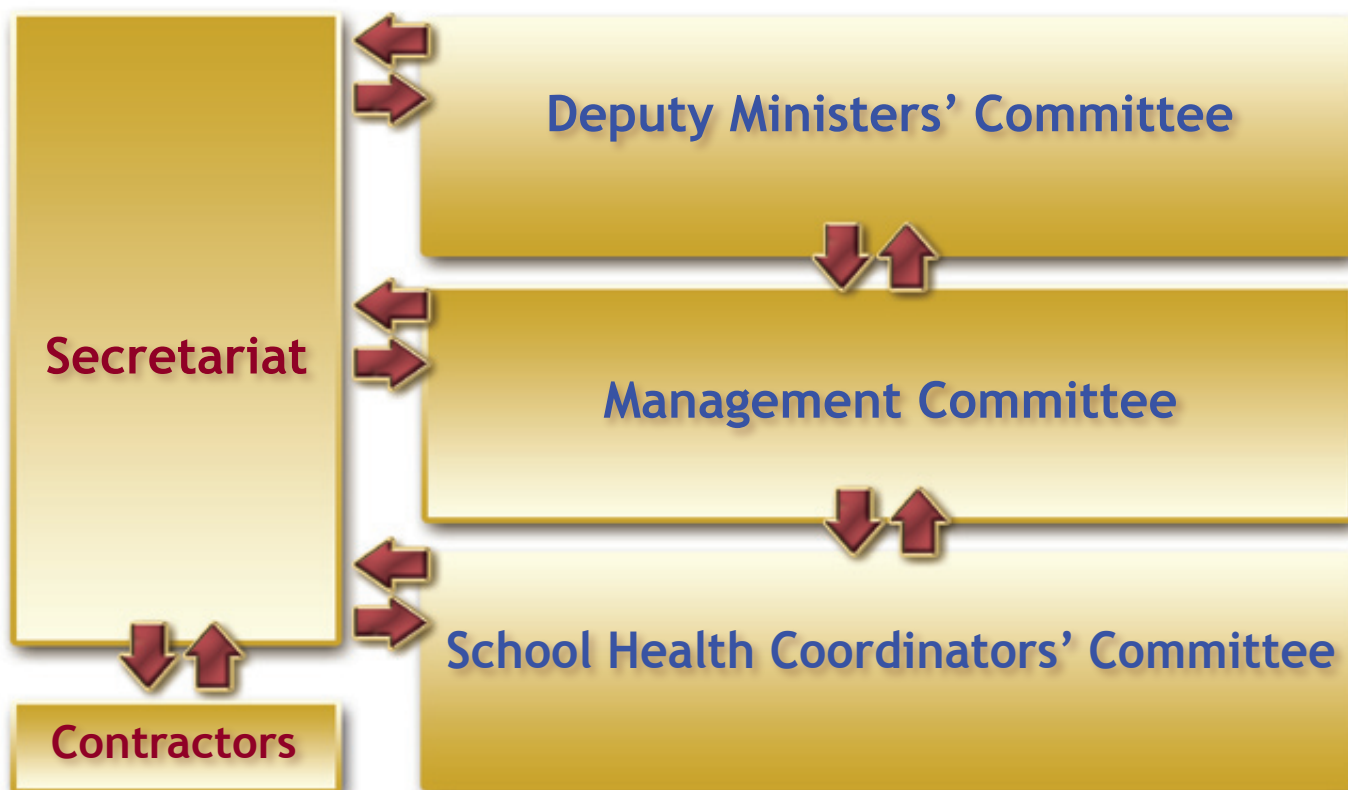 Deputy Ministers’ Committee
Secretariat
Management Committee
School Health Coordinators’ Committee
Contractors